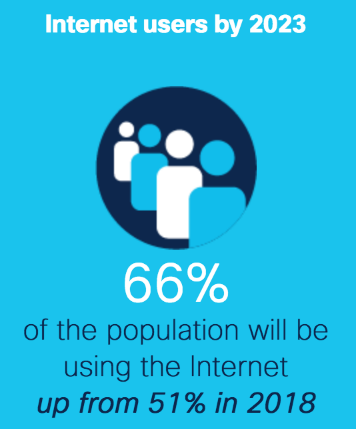 Internet users by 2023
66%
of the population will be
using the Internet
up from 51% in 2018